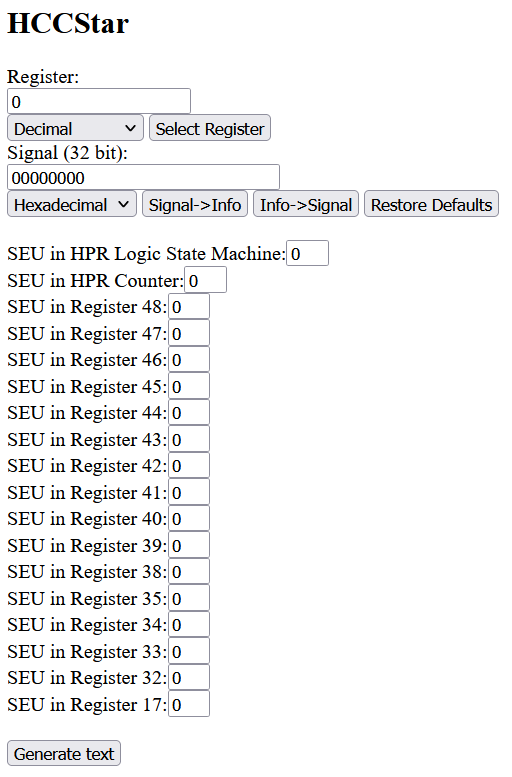 HCCStar
Register:
0
Decimal Select Register
Signal (32 bit):
00000000
Hexadecimal Signal->Info Info->Signal Restore Defaults
SEU in HPR Logic State Machine: 0
SEU in HPR Counter: 0
SEU in Register 48: 0
SEU in Register 47: 0
SEU in Register 46: 0
SEU in Register 45: 0
SEU in Register 44: 0
SEU in Register 43: 0
SEU in Register 42: 0
SEU in Register 41: 0
SEU in Register 40: 0
SEU in Register 39: 0
SEU in Register 38: 0
SEU in Register 35: 0
SEU in Register 34: 0
SEU in Register 33: 0
SEU in Register 32: 0
SEU in Register 17: 0
Generate text